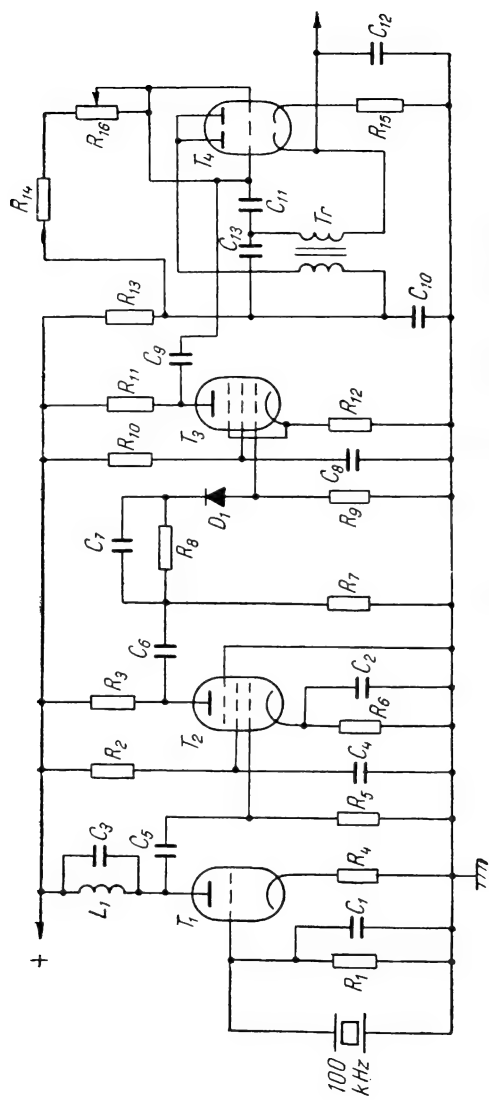 +
L1
C3
R2
R3
R10
R11
R13
R14
R16
C5
C6
C7
R8
C9
T1
T2
T3
T4
D1
C13
C11
Tr
C12
100
kHz
R1
C1
R4
R5
C4
R6
C2
R7
R9
C8
R12
C10
R15